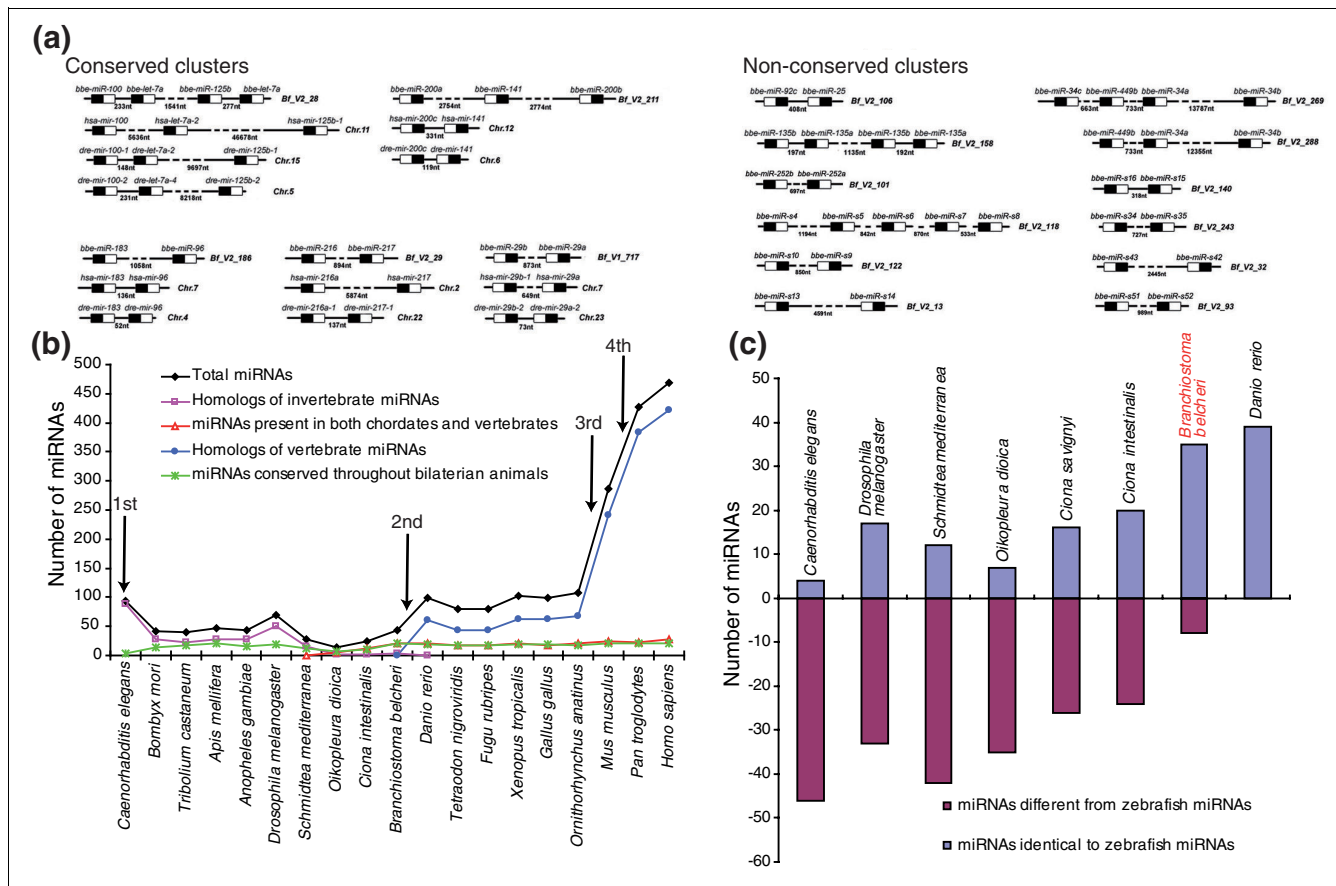 (a)
Conserved clusters
bbe-miR-100 bbe-let-7a bbe-miR-125b bbe-let-7a
233nt 1541nt 277nt Bf_V2_28
hsa-mir-100 hsa-let-7a-2 hsa-mir-125b-1
5636nt 46678nt Chr.11
dre-mir-100-1 dre-let-7a-2 dre-mir-125b-1
148nt 9697nt Chr.15
dre-mir-100-2 dre-let-7a-4 dre-mir-125b-2
231nt 8218nt Chr.5
bbe-miR-200a bbe-miR-141 bbe-miR-200b
2754nt 2774nt Bf_V2_211
hsa-mir-200c hsa-mir-141
331nt Chr.12
dre-mir-200c dre-mir-141
119nt Chr.6
bbe-miR-183 bbe-miR-96
1058nt Bf_V2_186
hsa-mir-183 hsa-mir-96
136nt Chr.7
dre-mir-183 dre-mir-96
52nt Chr.4
bbe-miR-216 bbe-miR-217
894nt Bf_V2_29
hsa-mir-216a hsa-mir-217
5874nt Chr.2
dre-mir-216a-1 dre-mir-217-1
137nt Chr.22
bbe-miR-29b bbe-miR-29a
873nt Bf_V1_717
hsa-mir-29b-1 hsa-mir-29a
649nt Chr.7
dre-mir-29b-2 dre-mir-29a-2
73nt Chr.23
Non-conserved clusters
bbe-miR-92c bbe-miR-25
408nt Bf_V2_106
bbe-miR-135b bbe-miR-135a bbe-miR-135b bbe-miR-135a
197nt 1135nt 192nt Bf_V2_158
bbe-miR-252b bbe-miR-252a
697nt Bf_V2_101
bbe-miR-s4 bbe-miR-s5 bbe-miR-s6 bbe-miR-s7 bbe-miR-s8
1194nt 842nt 870nt 533nt Bf_V2_118
bbe-miR-s10 bbe-miR-s9
850nt Bf_V2_122
bbe-miR-s13 bbe-miR-s14
4591nt Bf_V2_13
bbe-miR-34c bbe-miR-449b bbe-miR-34a bbe-miR-34b
663nt 733nt 13787nt Bf_V2_269
bbe-miR-449b bbe-miR-34a bbe-miR-34b
733nt 12355nt Bf_V2_288
bbe-miR-s16 bbe-miR-s15
318nt Bf_V2_140
bbe-miR-s34 bbe-miR-s35
727nt Bf_V2_243
bbe-miR-s43 bbe-miR-s42
2445nt Bf_V2_32
bbe-miR-s51 bbe-miR-s52
989nt Bf_V2_93
(b)
Number of miRNAs
500
450
400
350
300
250
200
150
100
50
0
Total miRNAs
Homologs of invertebrate miRNAs
miRNAs present in both chordates and vertebrates
Homologs of vertebrate miRNAs
miRNAs conserved throughout bilaterian animals
1st
2nd
3rd
4th
Caenorhabditis elegans
Bombyx mori
Tribolium castaneum
Apis mellifera
Anopheles gambiae
Drosophila melanogaster
Schmidtea mediterranea
Oikopleura dioica
Ciona intestinalis
Branchiostoma belcheri
Danio rerio
Tetraodon nigroviridis
Fugu rubripes
Xenopus tropicalis
Gallus gallus
Ornithorhynchus anatinus
Mus musculus
Pan troglodytes
Homo sapiens
(c)
Number of miRNAs
50
40
30
20
10
0
-10
-20
-30
-40
-50
-60
Caenorhabditis elegans
Drosophila
melanogaster
Schmidtea mediterranea
Oikopleura dioica
Ciona savignyi
Ciona intestinalis
Branchiostoma
belcheri
Danio rerio
miRNAs different from zebrafish miRNAs
miRNAs identical to zebrafish miRNAs